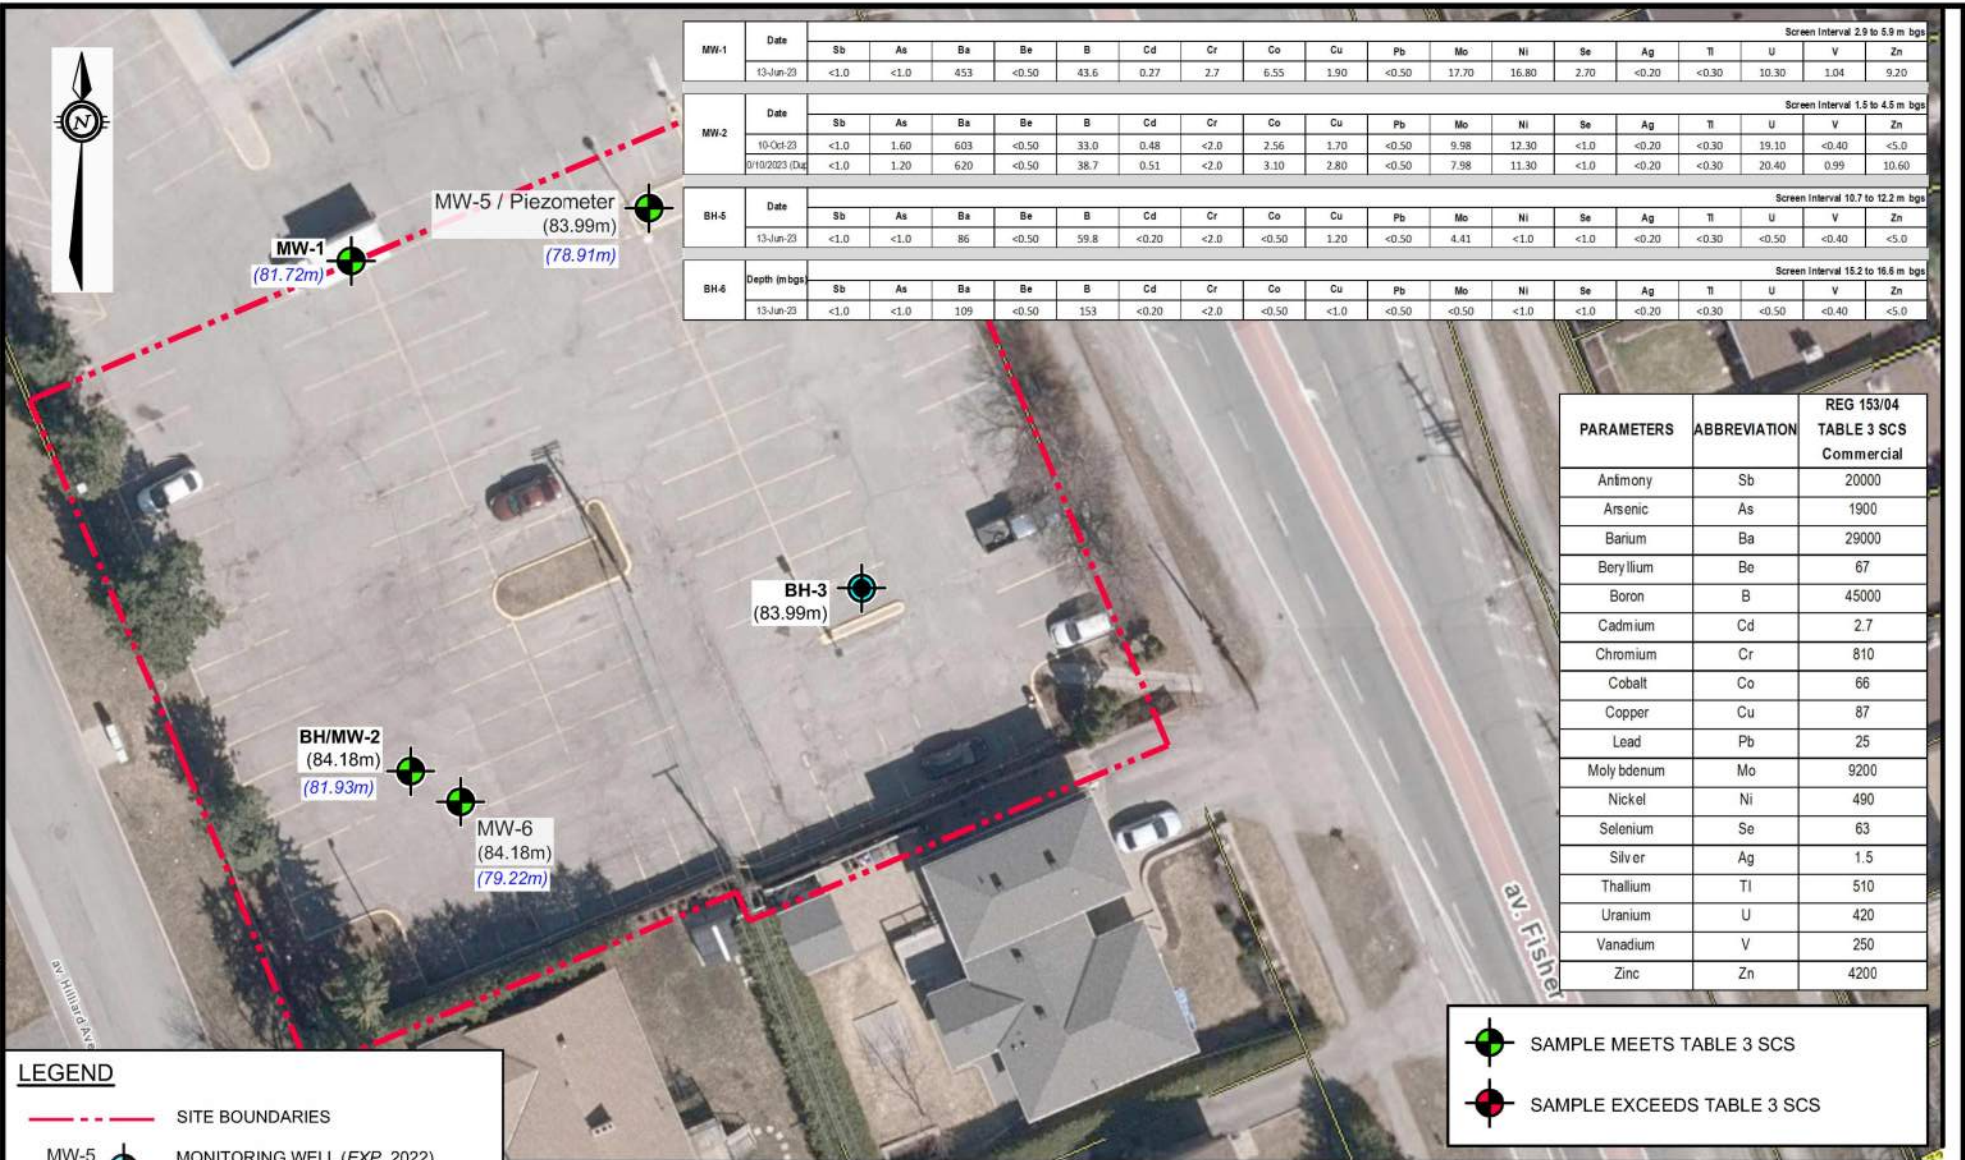 N
MW-1 Date Screen Interval 2.9 to 5.9 m bgs
Sb As Ba Be B Cd Cr Co Cu Pb Mo Ni Se Ag Tl U V Zn
13-Jun-23 <1.0 <1.0 453 <0.50 43.6 0.27 2.7 6.55 1.90 <0.50 17.70 16.80 2.70 <0.20 <0.30 10.30 1.04 9.20
MW-2 Date Screen Interval 1.5 to 4.5 m bgs
Sb As Ba Be B Cd Cr Co Cu Pb Mo Ni Se Ag Tl U V Zn
10-Oct-23 <1.0 1.60 603 <0.50 33.0 0.48 <2.0 2.56 1.70 <0.50 9.98 12.30 <1.0 <0.20 <0.30 19.10 <0.40 <5.0
0/10/2023 (Dup <1.0 1.20 620 <0.50 38.7 0.51 <2.0 3.10 2.80 <0.50 7.98 11.30 <1.0 <0.20 <0.30 20.40 0.99 10.60
BH-5 Date Screen Interval 10.7 to 12.2 m bgs
Sb As Ba Be B Cd Cr Co Cu Pb Mo Ni Se Ag Tl U V Zn
13-Jun-23 <1.0 <1.0 86 <0.50 59.8 <0.20 <2.0 <0.50 1.20 <0.50 4.41 <1.0 <1.0 <0.20 <0.30 <0.50 <0.40 <5.0
BH-6 Depth (mbgs) Screen Interval 15.2 to 16.6 m bgs
Sb As Ba Be B Cd Cr Co Cu Pb Mo Ni Se Ag Tl U V Zn
13-Jun-23 <1.0 <1.0 109 <0.50 153 <0.20 <2.0 <0.50 <1.0 <0.50 <0.50 <1.0 <1.0 <0.20 <0.30 <0.50 <0.40 <5.0
MW-5 / Piezometer
(83.99m)
(78.91m)
MW-1
(81.72m)
BH-3
(83.99m)
BH/MW-2
(84.18m)
(81.93m)
MW-6
(84.18m)
(79.22m)
PARAMETERS ABBREVIATION REG 153/04 TABLE 3 SCS Commercial
Antimony Sb 20000
Arsenic As 1900
Barium Ba 29000
Beryllium Be 67
Boron B 45000
Cadmium Cd 2.7
Chromium Cr 810
Cobalt Co 66
Copper Cu 87
Lead Pb 25
Molybdenum Mo 9200
Nickel Ni 490
Selenium Se 63
Silver Ag 1.5
Thallium Tl 510
Uranium U 420
Vanadium V 250
Zinc Zn 4200
av. Fisher
av. Hilliard Ave
SAMPLE MEETS TABLE 3 SCS
SAMPLE EXCEEDS TABLE 3 SCS
LEGEND
SITE BOUNDARIES
MW-5 MONITORING WELL (EXP, 2022)